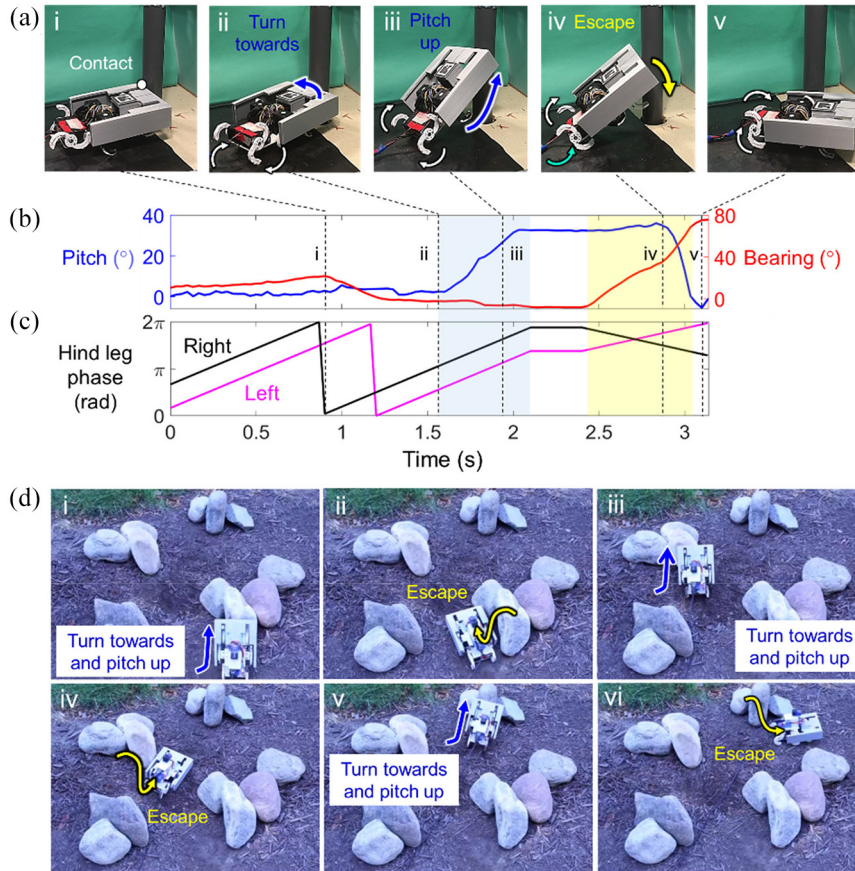 (a)
i
Contact
ii
Turn
towards
iii
Pitch
up
iv
Escape
v
(b)
40
20
0
Pitch (°)
i
ii
iii
iv
v
80
40
0
Bearing (°)
(c)
2π
π
0
Hind leg
phase
(rad)
Right
Left
0
0.5
1
1.5
2
2.5
3
Time (s)
(d)
i
Turn towards
and pitch up
ii
Escape
iii
Turn towards
and pitch up
iv
Escape
v
Turn towards
and pitch up
vi
Escape